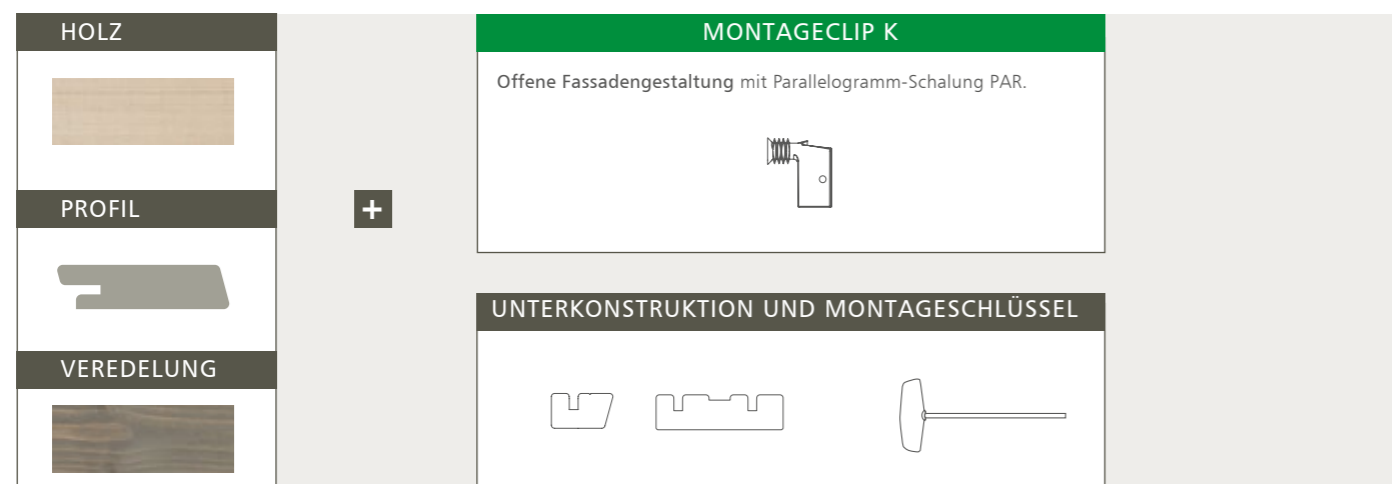 HOLZ
PROFIL
VEREDELUNG
+
MONTAGECLIP K
Offene Fassadengestaltung mit Parallelogramm-Schalung PAR.
UNTERKONSTRUKTION UND MONTAGESCHLÜSSEL